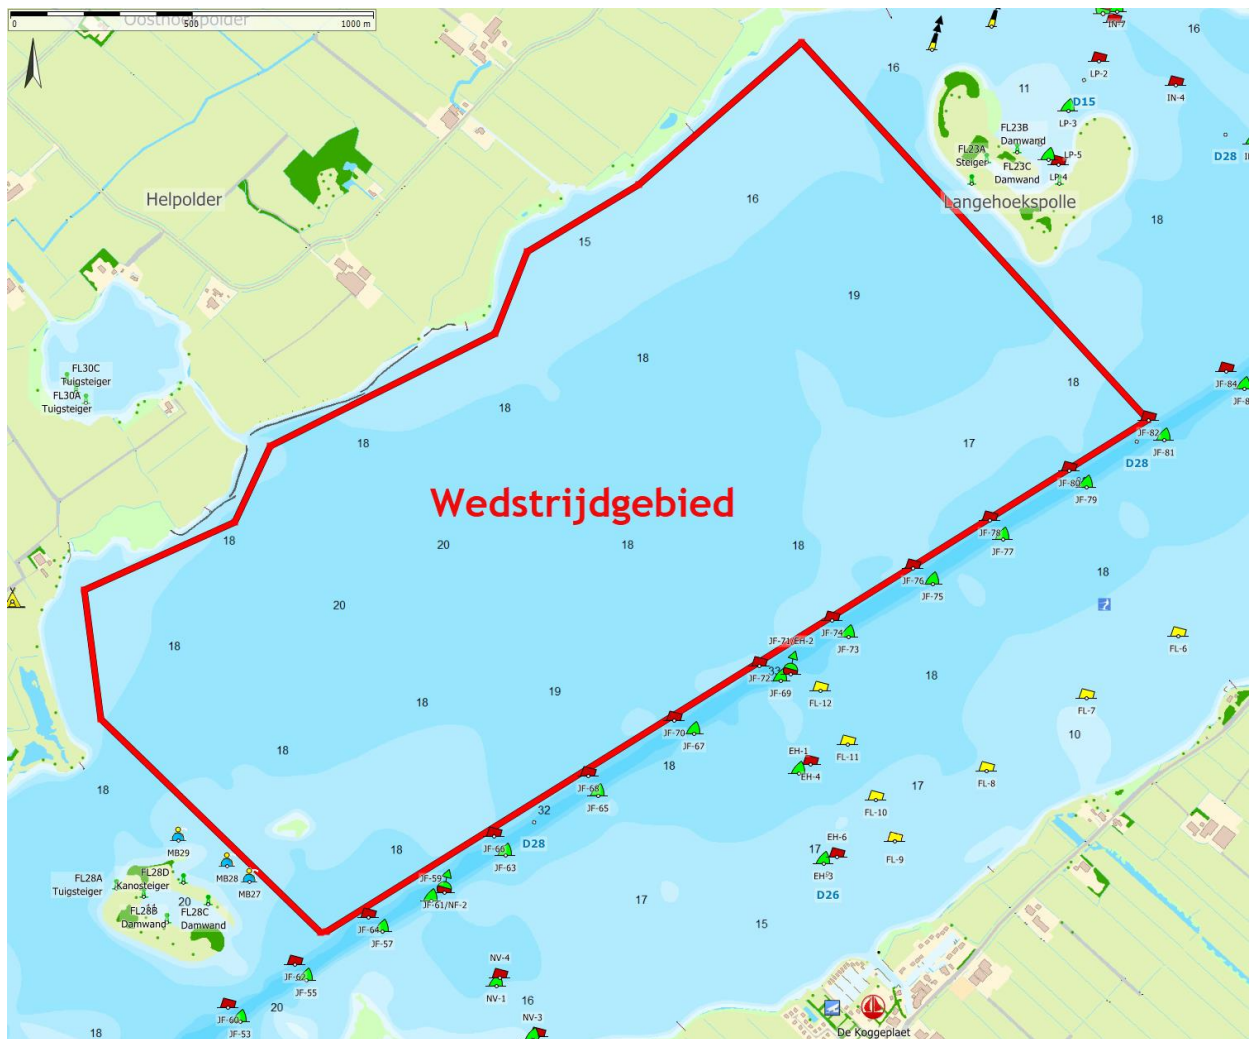 Oosthoekpolder
0 500 1000 m
IN-7
16
16
LP-2
IN-4
11
D15
LP-3
FL23B
Damwand
FL23A
Steiger
LP-5
D28
FL23C
Damwand
LP-4
Helpolder
16
Langehoekspolle
18
15
19
18
FL30C
Tuigsteiger
FL30A
Tuigsteiger
18
JF-84
18
JF-82
JF-81
18
17
D28
JF-80
JF-79
Wedstrijdgebied
JF-78
JF-77
18
20
18
18
JF-76
JF-75
18
20
JF-74
JF-73
JF-71/EH-2
18
FL-6
33
JF-72
JF-69
18
19
FL-12
FL-7
18
JF-70
JF-67
10
18
FL-11
EH-1
EH-4
18
FL-8
JF-68
JF-65
17
18
FL-10
32
JF-66
D28
JF-63
EH-6
FL-9
MB29
18
17
EH-3
MB28
MB27
FL28A
Tuigsteiger
FL28D
Kanosteiger
JF-59
JF-61/NF-2
D26
20
FL28B
Damwand
FL28C
Damwand
17
15
JF-64
JF-57
NV-4
JF-62
JF-55
NV-1
16
20
JF-60
JF-53
NV-3
18
De Koggeplaet